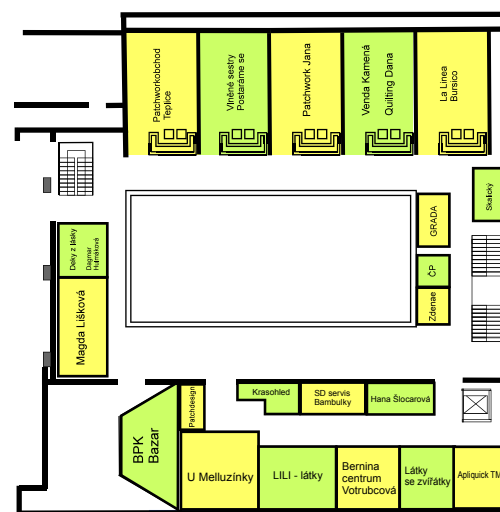 Patchworkobchod
Teplice
Vlněné sestry
Postaráme se
Patchwork Jana
Venda Kamená
Quilting Dana
La Linea
Bursico
Skalický
GRADA
ČP
Zdenae
Deky z lásky
Dagmar
Hulmáková
Magda Lišková
Patchdesign
Krasohled
SD servis
Bambulky
Hana Šlocarová
BPK
Bazar
U Melluzínky
LILI - látky
Bernina
centrum
Votrubcová
Látky
se zvířátky
Apliquick TM